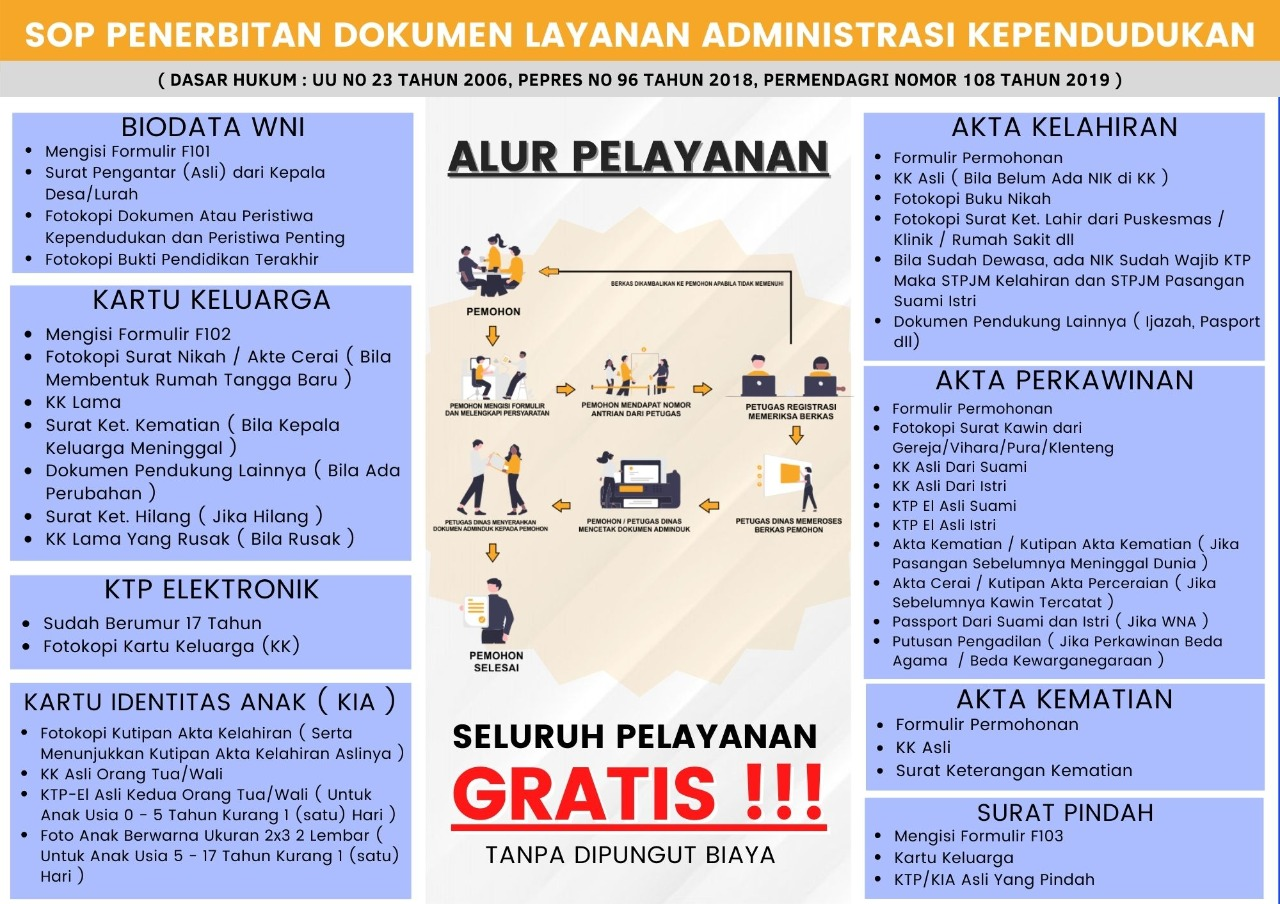 SOP PENERBITAN DOKUMEN LAYANAN ADMINISTRASI KEPENDUDUKAN
( DASAR HUKUM : UU NO 23 TAHUN 2006, PEPRES NO 96 TAHUN 2018, PERMENDAGRI NOMOR 108 TAHUN 2019 )
BIODATA WNI
• Mengisi Formulir F101
• Surat Pengantar (Asli) dari Kepala
Desa/Lurah
• Fotokopi Dokumen Atau Peristiwa
Kependudukan dan Peristiwa Penting
• Fotokopi Bukti Pendidikan Terakhir
KARTU KELUARGA
• Mengisi Formulir F102
• Fotokopi Surat Nikah / Akte Cerai ( Bila
Membentuk Rumah Tangga Baru )
• KK Lama
• Surat Ket. Kematian ( Bila Kepala
Keluarga Meninggal )
• Dokumen Pendukung Lainnya ( Bila Ada
Perubahan )
• Surat Ket. Hilang ( Jika Hilang )
• KK Lama Yang Rusak ( Bila Rusak )
KTP ELEKTRONIK
• Sudah Berumur 17 Tahun
• Fotokopi Kartu Keluarga (KK)
KARTU IDENTITAS ANAK ( KIA )
• Fotokopi Kutipan Akta Kelahiran ( Serta
Menunjukkan Kutipan Akta Kelahiran Aslinya )
• KK Asli Orang Tua/Wali
• KTP-El Asli Kedua Orang Tua/Wali ( Untuk
Anak Usia 0 - 5 Tahun Kurang 1 (satu) Hari )
• Foto Anak Berwarna Ukuran 2x3 2 Lembar (
Untuk Anak Usia 5 - 17 Tahun Kurang 1 (satu)
Hari )
ALUR PELAYANAN
BERKAS DIKAMBALIKAN KE PEMOHON APABILA TIDAK MEMENUHI
PEMOHON
PEMOHON MENGISI FORMULIR
DAN MELENGKAPI PERSYARATAN
PEMOHON MENDAPAT NOMOR
ANTRIAN DARI PETUGAS
PETUGAS REGISTRASI
MEMERIKSA BERKAS
PETUGAS DINAS MENYERAHKAN
DOKUMEN ADMINDUK KEPADA PEMOHON
PEMOHON / PETUGAS DINAS
MENCETAK DOKUMEN ADMINDUK
PETUGAS DINAS MEMEROSES
BERKAS PEMOHON
PEMOHON
SELESAI
SELURUH PELAYANAN
GRATIS !!!
TANPA DIPUNGUT BIAYA
AKTA KELAHIRAN
• Formulir Permohonan
• KK Asli ( Bila Belum Ada NIK di KK )
• Fotokopi Buku Nikah
• Fotokopi Surat Ket. Lahir dari Puskesmas /
Klinik / Rumah Sakit dll
• Bila Sudah Dewasa, ada NIK Sudah Wajib KTP
Maka STPJM Kelahiran dan STPJM Pasangan
Suami Istri
• Dokumen Pendukung Lainnya ( Ijazah, Pasport
dll)
AKTA PERKAWINAN
• Formulir Permohonan
• Fotokopi Surat Kawin dari
Gereja/Vihara/Pura/Klenteng
• KK Asli Dari Suami
• KK Asli Dari Istri
• KTP El Asli Suami
• KTP El Asli Istri
• Akta Kematian / Kutipan Akta Kematian ( Jika
Pasangan Sebelumnya Meninggal Dunia )
• Akta Cerai / Kutipan Akta Perceraian ( Jika
Sebelumnya Kawin Tercatat )
• Passport Dari Suami dan Istri ( Jika WNA )
• Putusan Pengadilan ( Jika Perkawinan Beda
Agama / Beda Kewarganegaraan )
AKTA KEMATIAN
• Formulir Permohonan
• KK Asli
• Surat Keterangan Kematian
SURAT PINDAH
• Mengisi Formulir F103
• Kartu Keluarga
• KTP/KIA Asli Yang Pindah